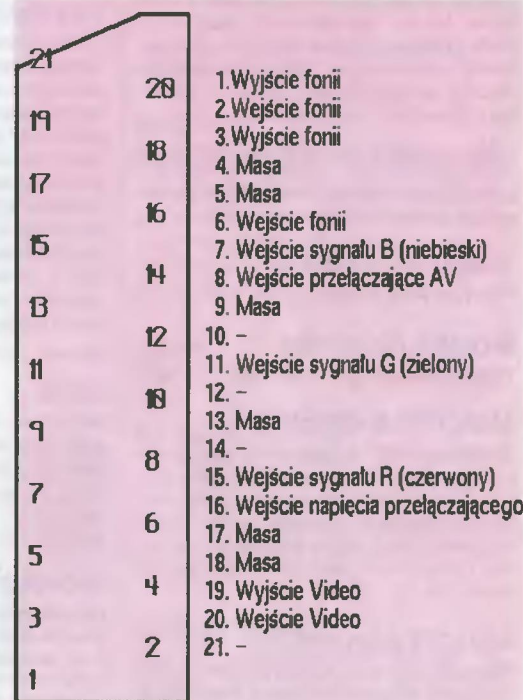 21
20
19
18
17
16
15
14
13
12
11
10
9
8
7
6
5
4
3
2
1
1.Wyjście fonii
2.Wejście fonii
3.Wyjście fonii
4. Masa
5. Masa
6. Wejście fonii
7. Wejście sygnału B (niebieski)
8. Wejście przełączające AV
9. Masa
10. –
11. Wejście sygnału G (zielony)
12. –
13. Masa
14. –
15. Wejście sygnału R (czerwony)
16. Wejście napięcia przełączającego
17. Masa
18. Masa
19. Wyjście Video
20. Wejście Video
21. –